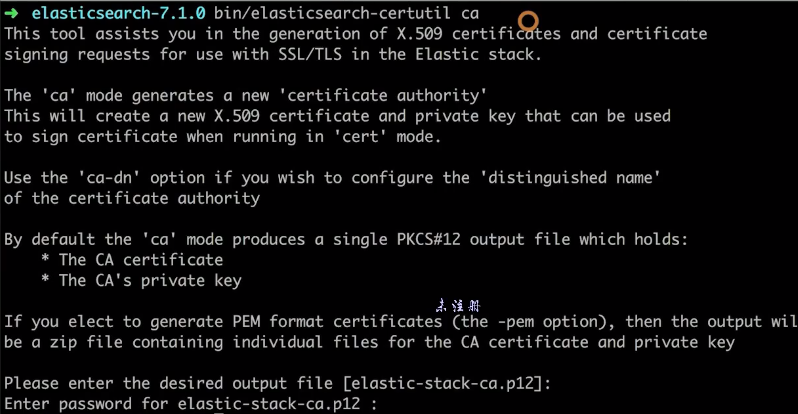 ➜ elasticsearch-7.1.0 bin/elasticsearch-certutil ca
This tool assists you in the generation of X.509 certificates and certificate
signing requests for use with SSL/TLS in the Elastic stack.
The 'ca' mode generates a new 'certificate authority'
This will create a new X.509 certificate and private key that can be used
to sign certificate when running in 'cert' mode.
Use the 'ca-dn' option if you wish to configure the 'distinguished name'
of the certificate authority
By default the 'ca' mode produces a single PKCS#12 output file which holds:
* The CA certificate
* The CA's private key
未注册
If you elect to generate PEM format certificates (the -pem option), then the output wil
be a zip file containing individual files for the CA certificate and private key
Please enter the desired output file [elastic-stack-ca.p12]:
Enter password for elastic-stack-ca.p12 :